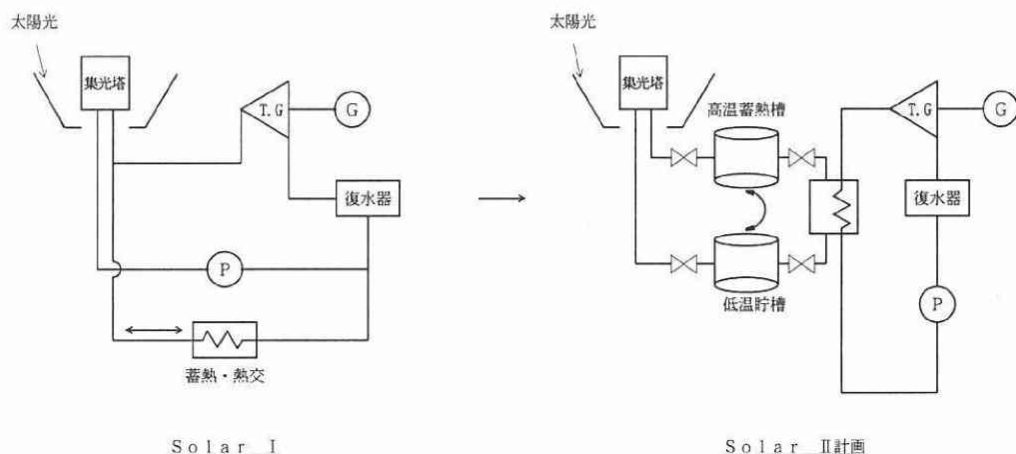 太陽光
集光塔
T.G
G
復水器
P
蓄熱・熱交
Solar I
太陽光
集光塔
高温蓄熱槽
T.G
G
復水器
低温貯槽
P
Solar II計画